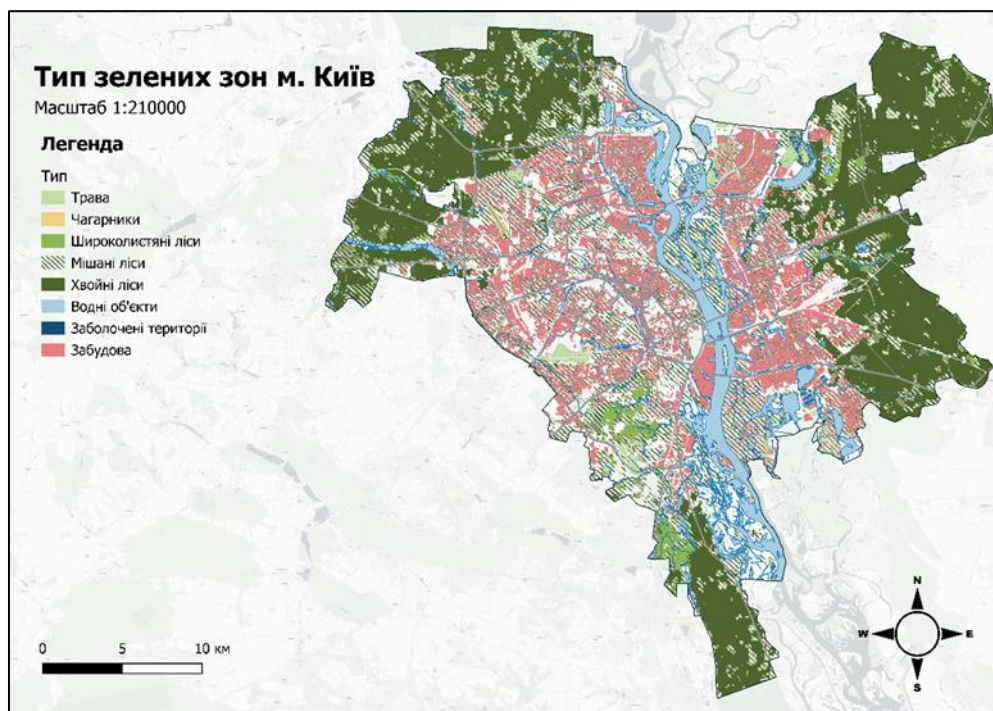 Тип зелених зон м. Київ
Масштаб 1:210000
Легенда
Тип
Трава
Чагарники
Широколистяні ліси
Мішані ліси
Хвойні ліси
Водні об'єкти
Заболочені території
Забудова
0 5 10 км
N
W E
S